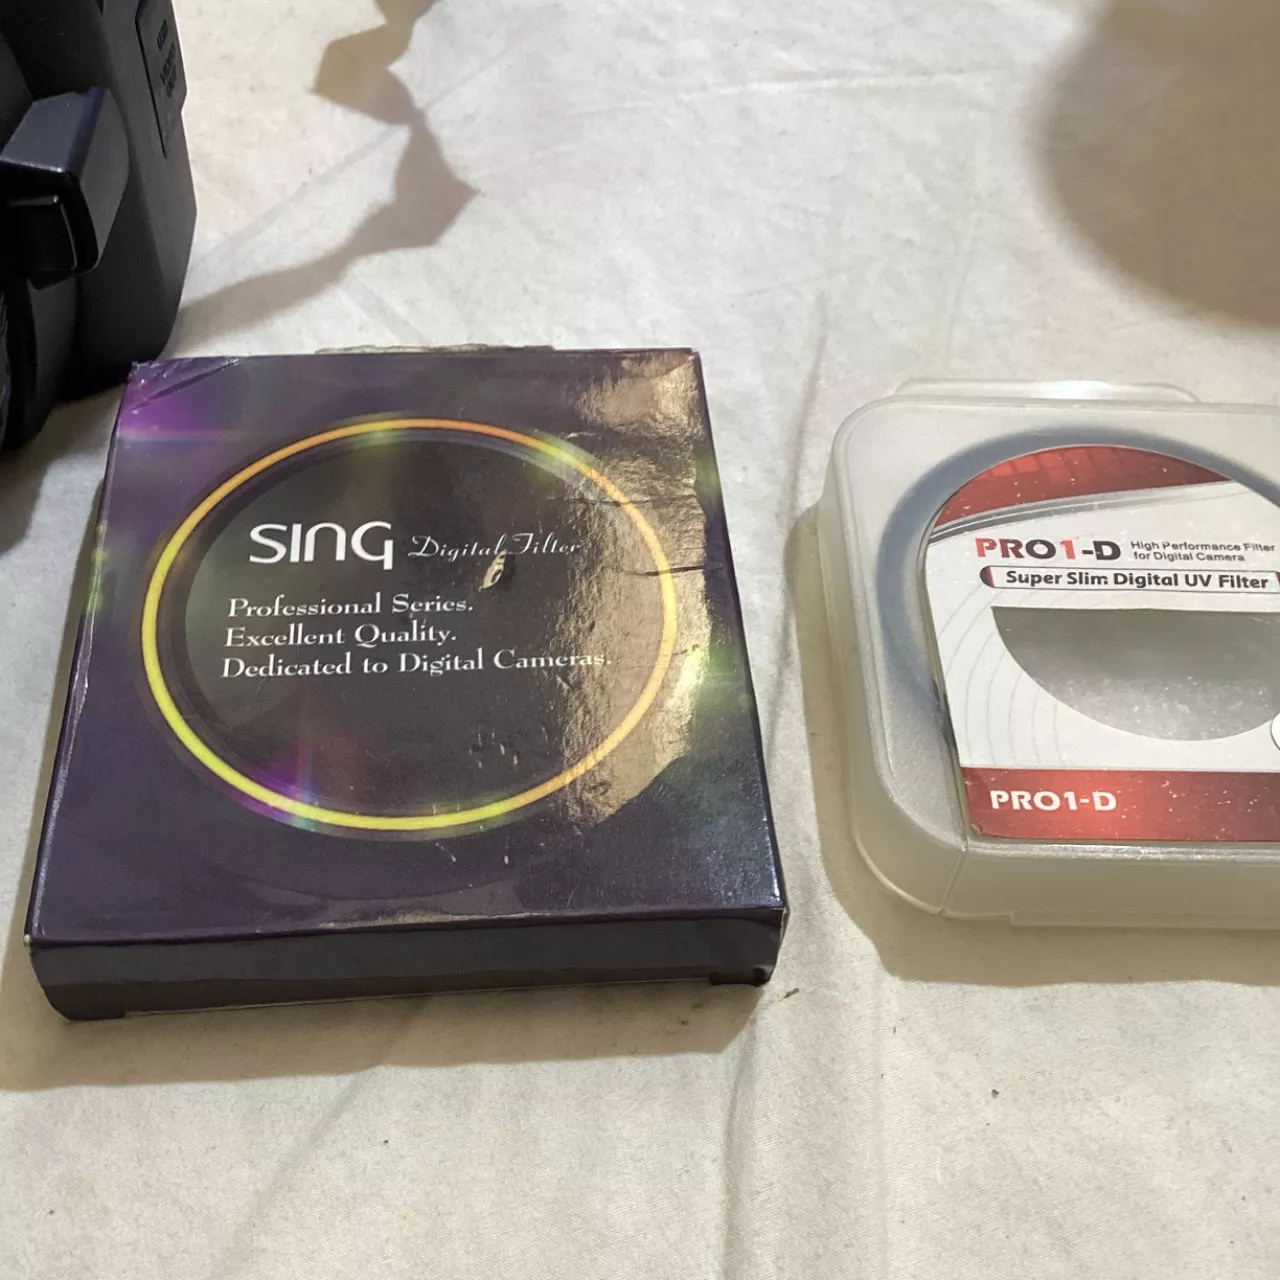 SINQ Digital Filter
Professional Series.
Excellent Quality.
Dedicated to Digital Cameras.
PRO1-D High Performance Filter
for Digital Camera
Super Slim Digital UV Filter
PRO1-D